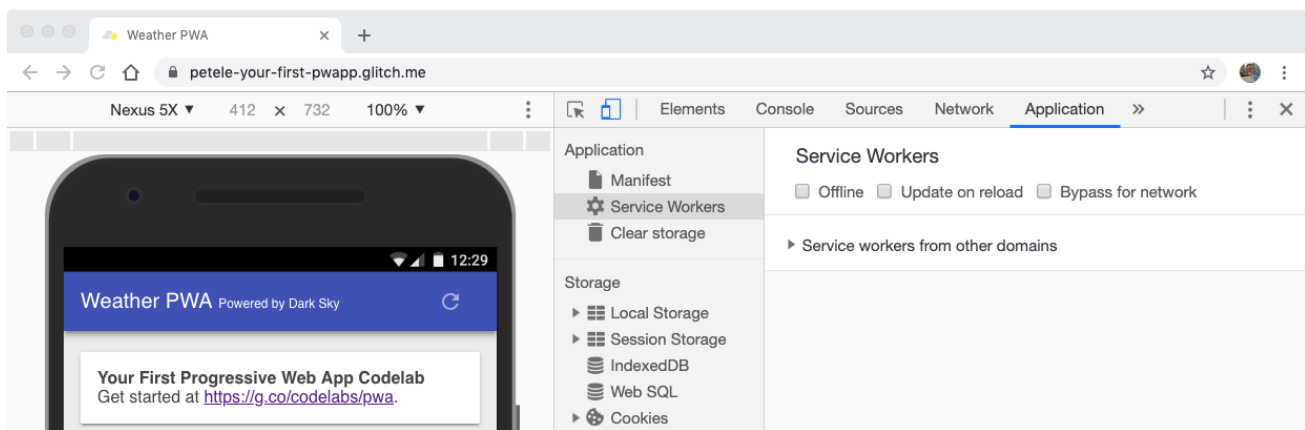 Weather PWA
petele-your-first-pwapp.glitch.me
Nexus 5X ▼ 412 × 732 100% ▼
Elements Console Sources Network Application »
Application
Manifest
Service Workers
Clear storage
Storage
Local Storage
Session Storage
IndexedDB
Web SQL
Cookies
Service Workers
Offline Update on reload Bypass for network
Service workers from other domains
12:29
Weather PWA Powered by Dark Sky
Your First Progressive Web App Codelab
Get started at https://g.co/codelabs/pwa.